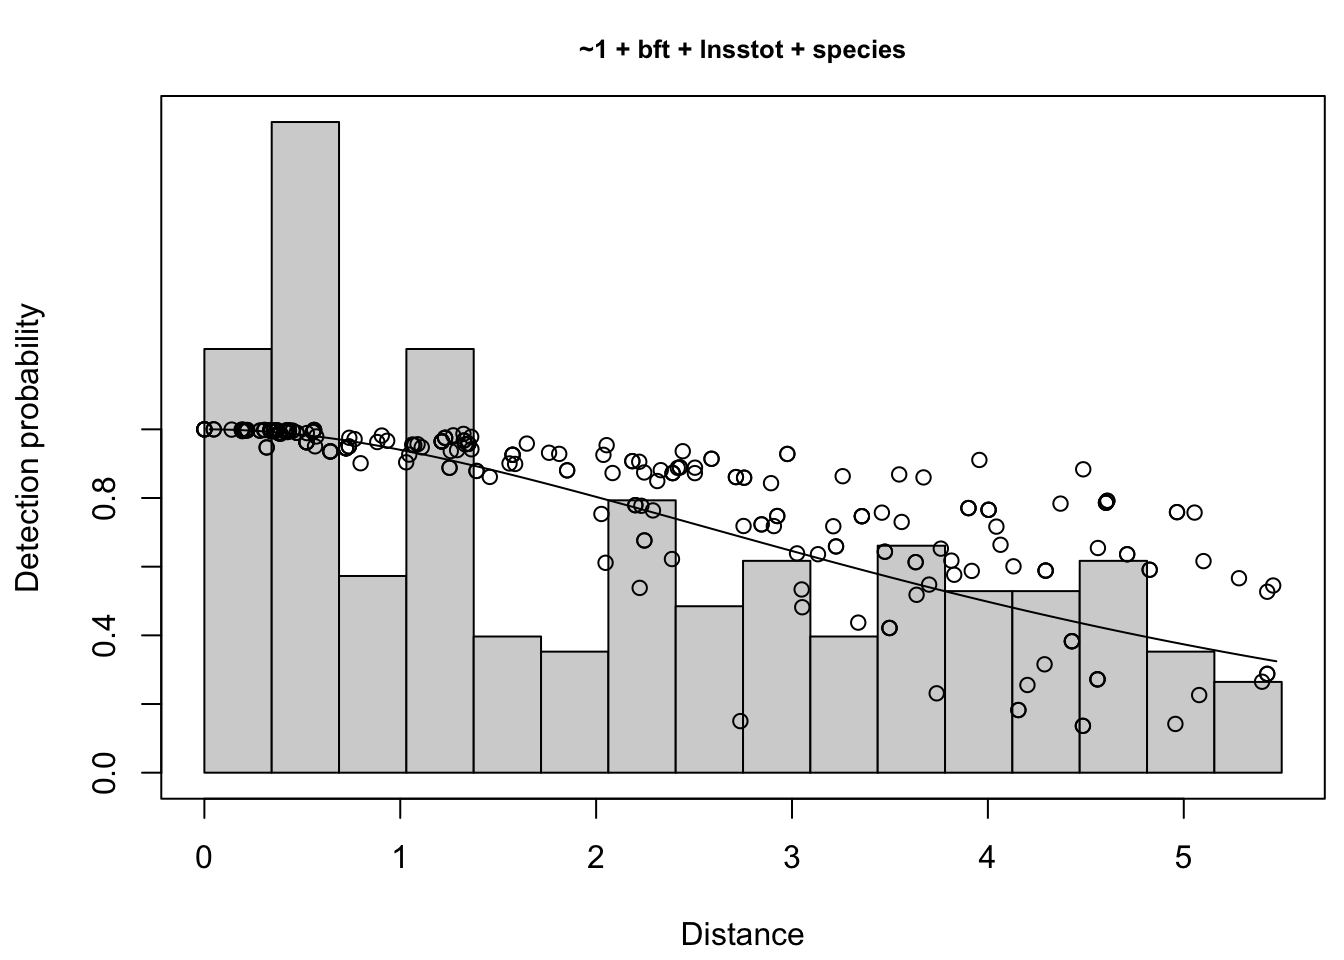 ~1 + bft + lnsstot + species
Detection probability
0.8
0.4
0.0
0 1 2 3 4 5
Distance